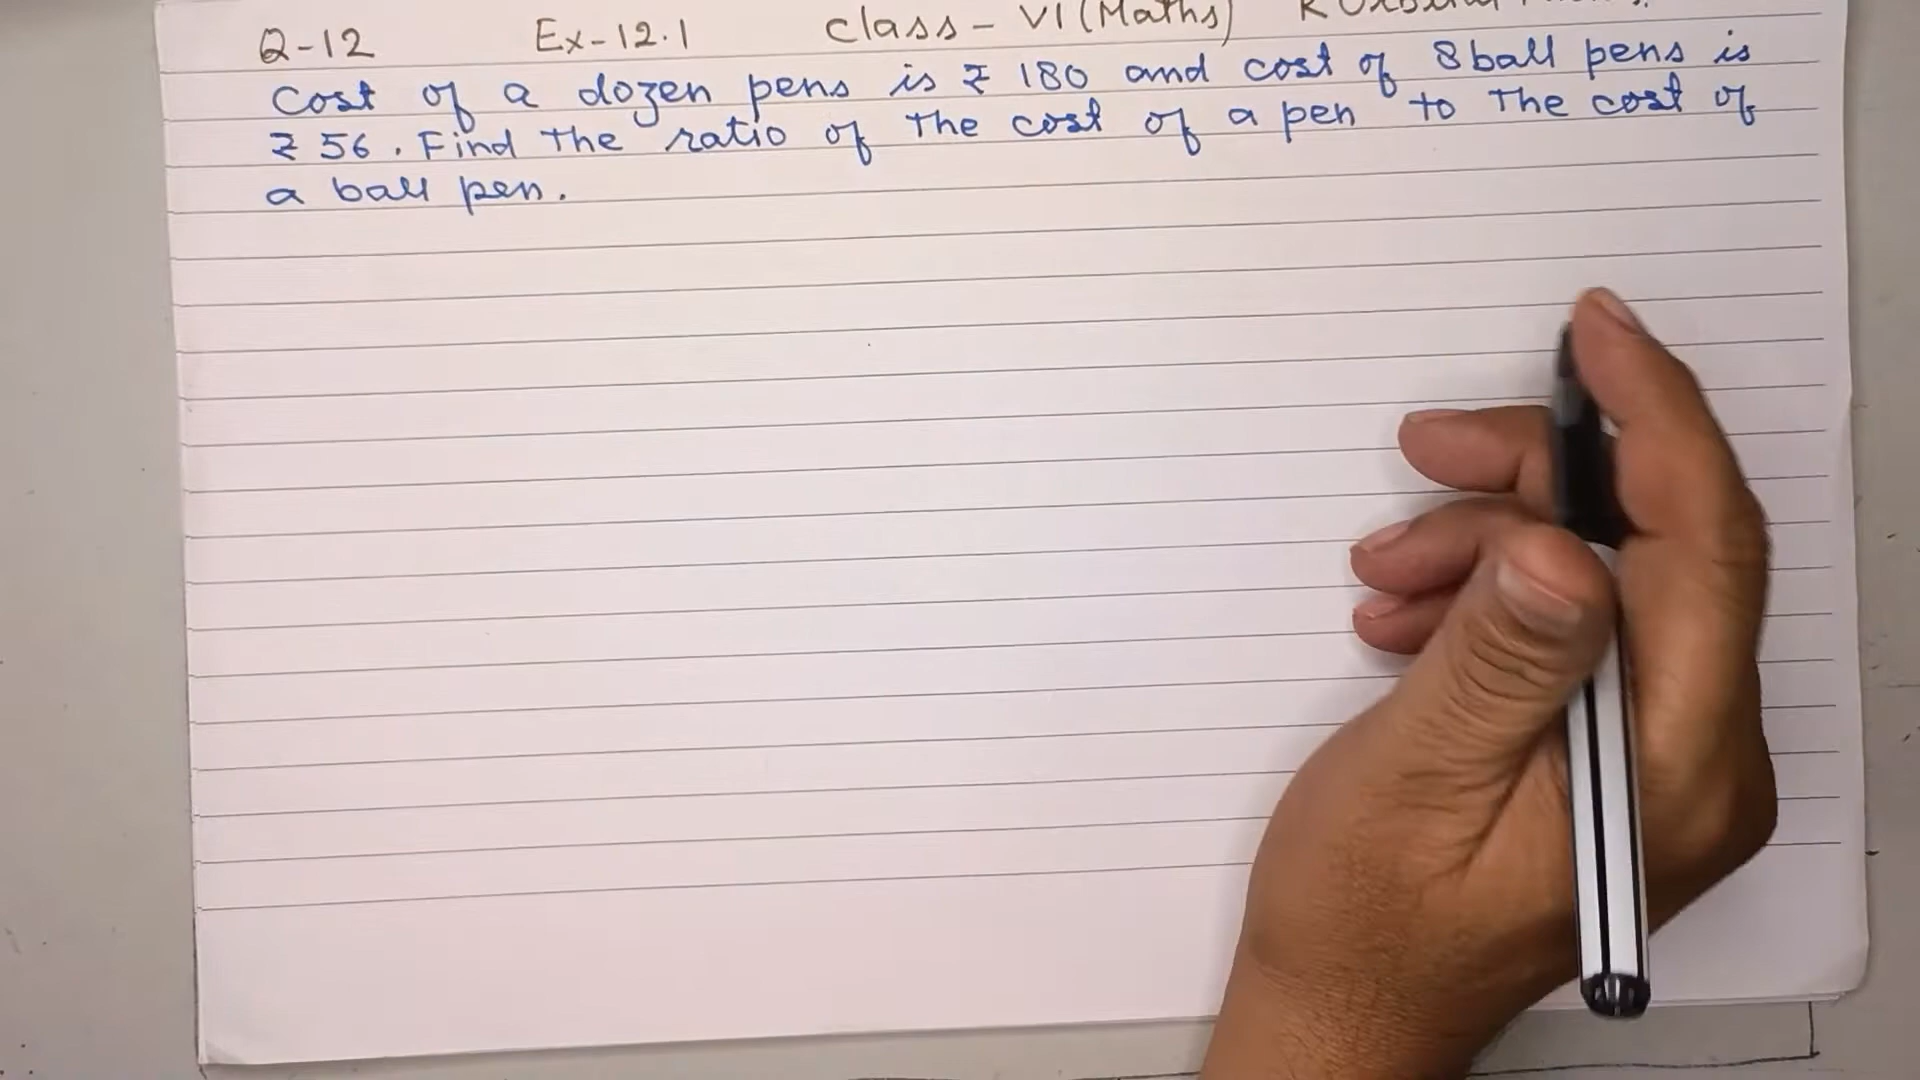 Q-12 Ex-12.1 Class-VI (Maths)
Cost of a dozen pens is ₹ 180 and cost of 8 ball pens is
₹ 56. Find the ratio of the cost of a pen to the cost of
a ball pen.